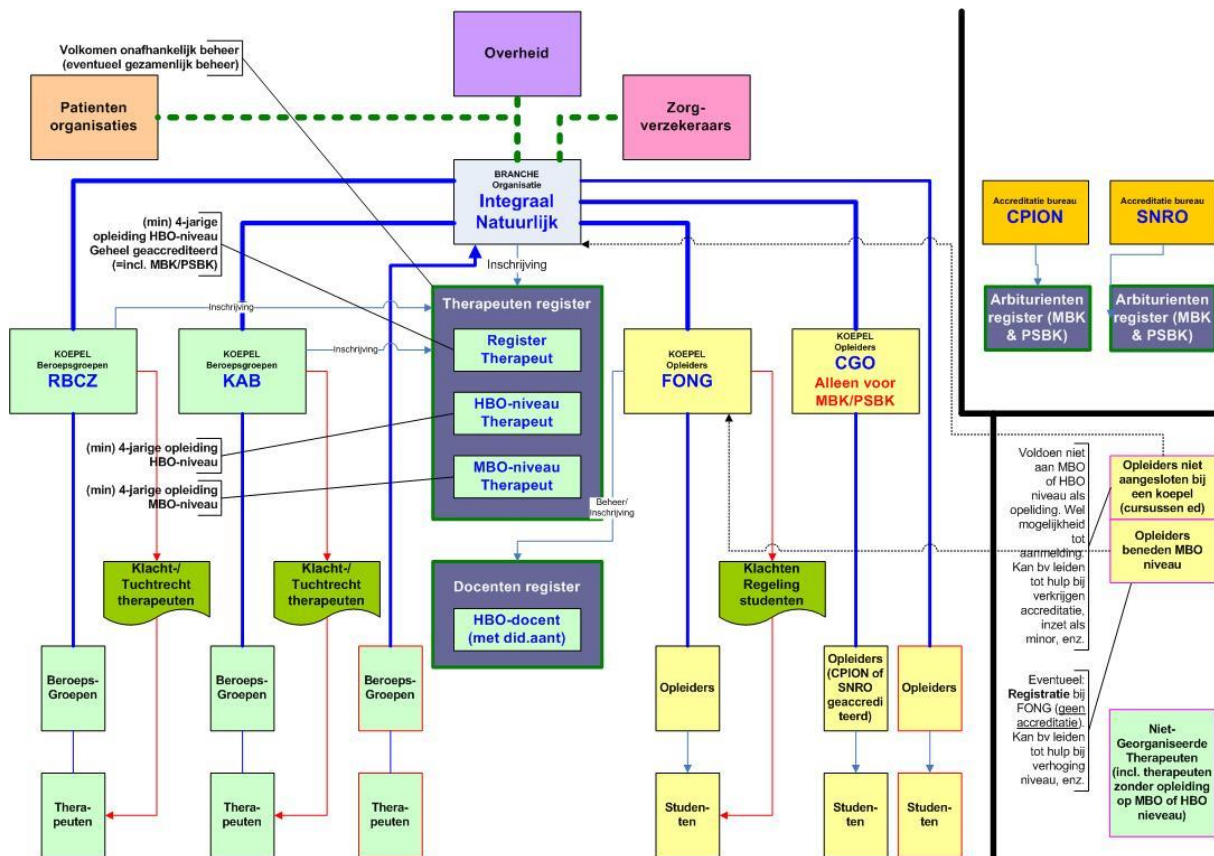 Volkomen onafhankelijk beheer
(eventueel gezamenlijk beheer)
Overheid
Patienten
organisaties
Zorg-
verzekeraars
BRANCHE
Organisatie
Integraal
Natuurlijk
(min) 4-jarige
opleiding HBO-niveau
Geheel geaccrediteerd
(=incl. MBK/PSBK)
Inschrijving
Accreditatie bureau
CPION
Accreditatie bureau
SNRO
Arbiturienten
register (MBK
& PSBK)
Arbiturienten
register (MBK
& PSBK)
Therapeuten register
Inschrijving
Inschrijving
Register
Therapeut
HBO-niveau
Therapeut
MBO-niveau
Therapeut
KOEPEL
Beroepsgroepen
RBCZ
KOEPEL
Beroepsgroepen
KAB
KOEPEL
Opleiders
FONG
KOEPEL
Opleiders
CGO
Alleen voor
MBK/PSBK
(min) 4-jarige opleiding
HBO-niveau
(min) 4-jarige opleiding
MBO-niveau
Beheer/
Inschrijving
Voldoen niet
aan MBO
of HBO
niveau als
opeliding. Wel
mogelijkheid
tot
aanmelding.
Kan bv leiden
tot hulp bij
verkrijgen
accreditatie,
inzet als
minor, enz.
Opleiders niet
aangesloten bij
een koepel
(cursussen ed)
Opleiders
beneden MBO
niveau
Klacht-/
Tuchtrecht
therapeuten
Klacht-/
Tuchtrecht
therapeuten
Docenten register
HBO-docent
(met did.aant)
Klachten
Regeling
studenten
Beroeps-
Groepen
Beroeps-
Groepen
Beroeps-
Groepen
Opleiders
Opleiders
(CPION of
SNRO
geaccredi
teerd)
Opleiders
Eventueel:
Registratie bij
FONG (geen
accreditatie).
Kan bv leiden
tot hulp bij
verhoging
niveau, enz.
Niet-
Georganiseerde
Therapeuten
(incl. therapeuten
zonder opleiding
op MBO of HBO
nieveau)
Thera-
peuten
Thera-
peuten
Thera-
peuten
Studen-
ten
Studen-
ten
Studen-
ten